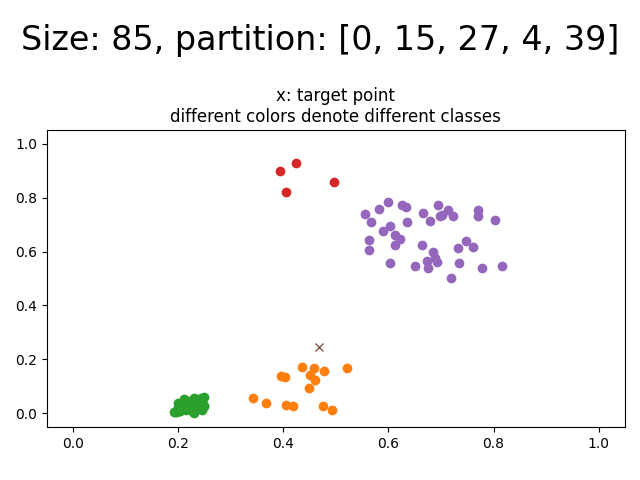 Size: 85, partition: [0, 15, 27, 4, 39]
x: target point
different colors denote different classes
1.0
0.8
0.6
0.4
0.2
0.0
0.0 0.2 0.4 0.6 0.8 1.0